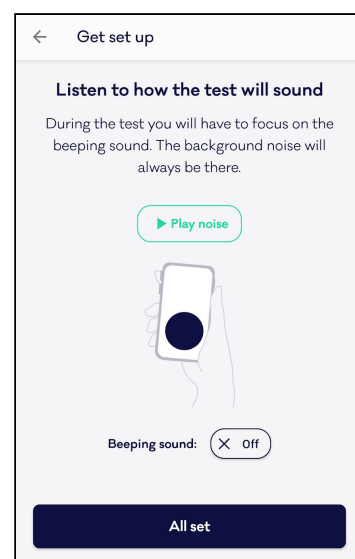 Get set up
Listen to how the test will sound
During the test you will have to focus on the
beeping sound. The background noise will
always be there.
Play noise
Beeping sound: Off
All set